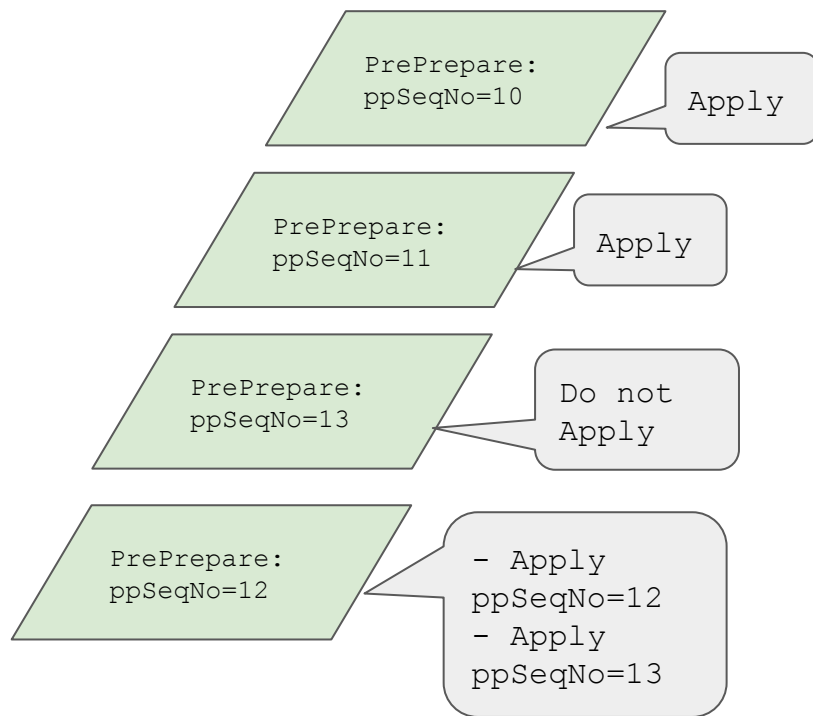 PrePrepare:
ppSeqNo=10
Apply
PrePrepare:
ppSeqNo=11
Apply
PrePrepare:
ppSeqNo=13
Do not
Apply
PrePrepare:
ppSeqNo=12
- Apply
ppSeqNo=12
- Apply
ppSeqNo=13